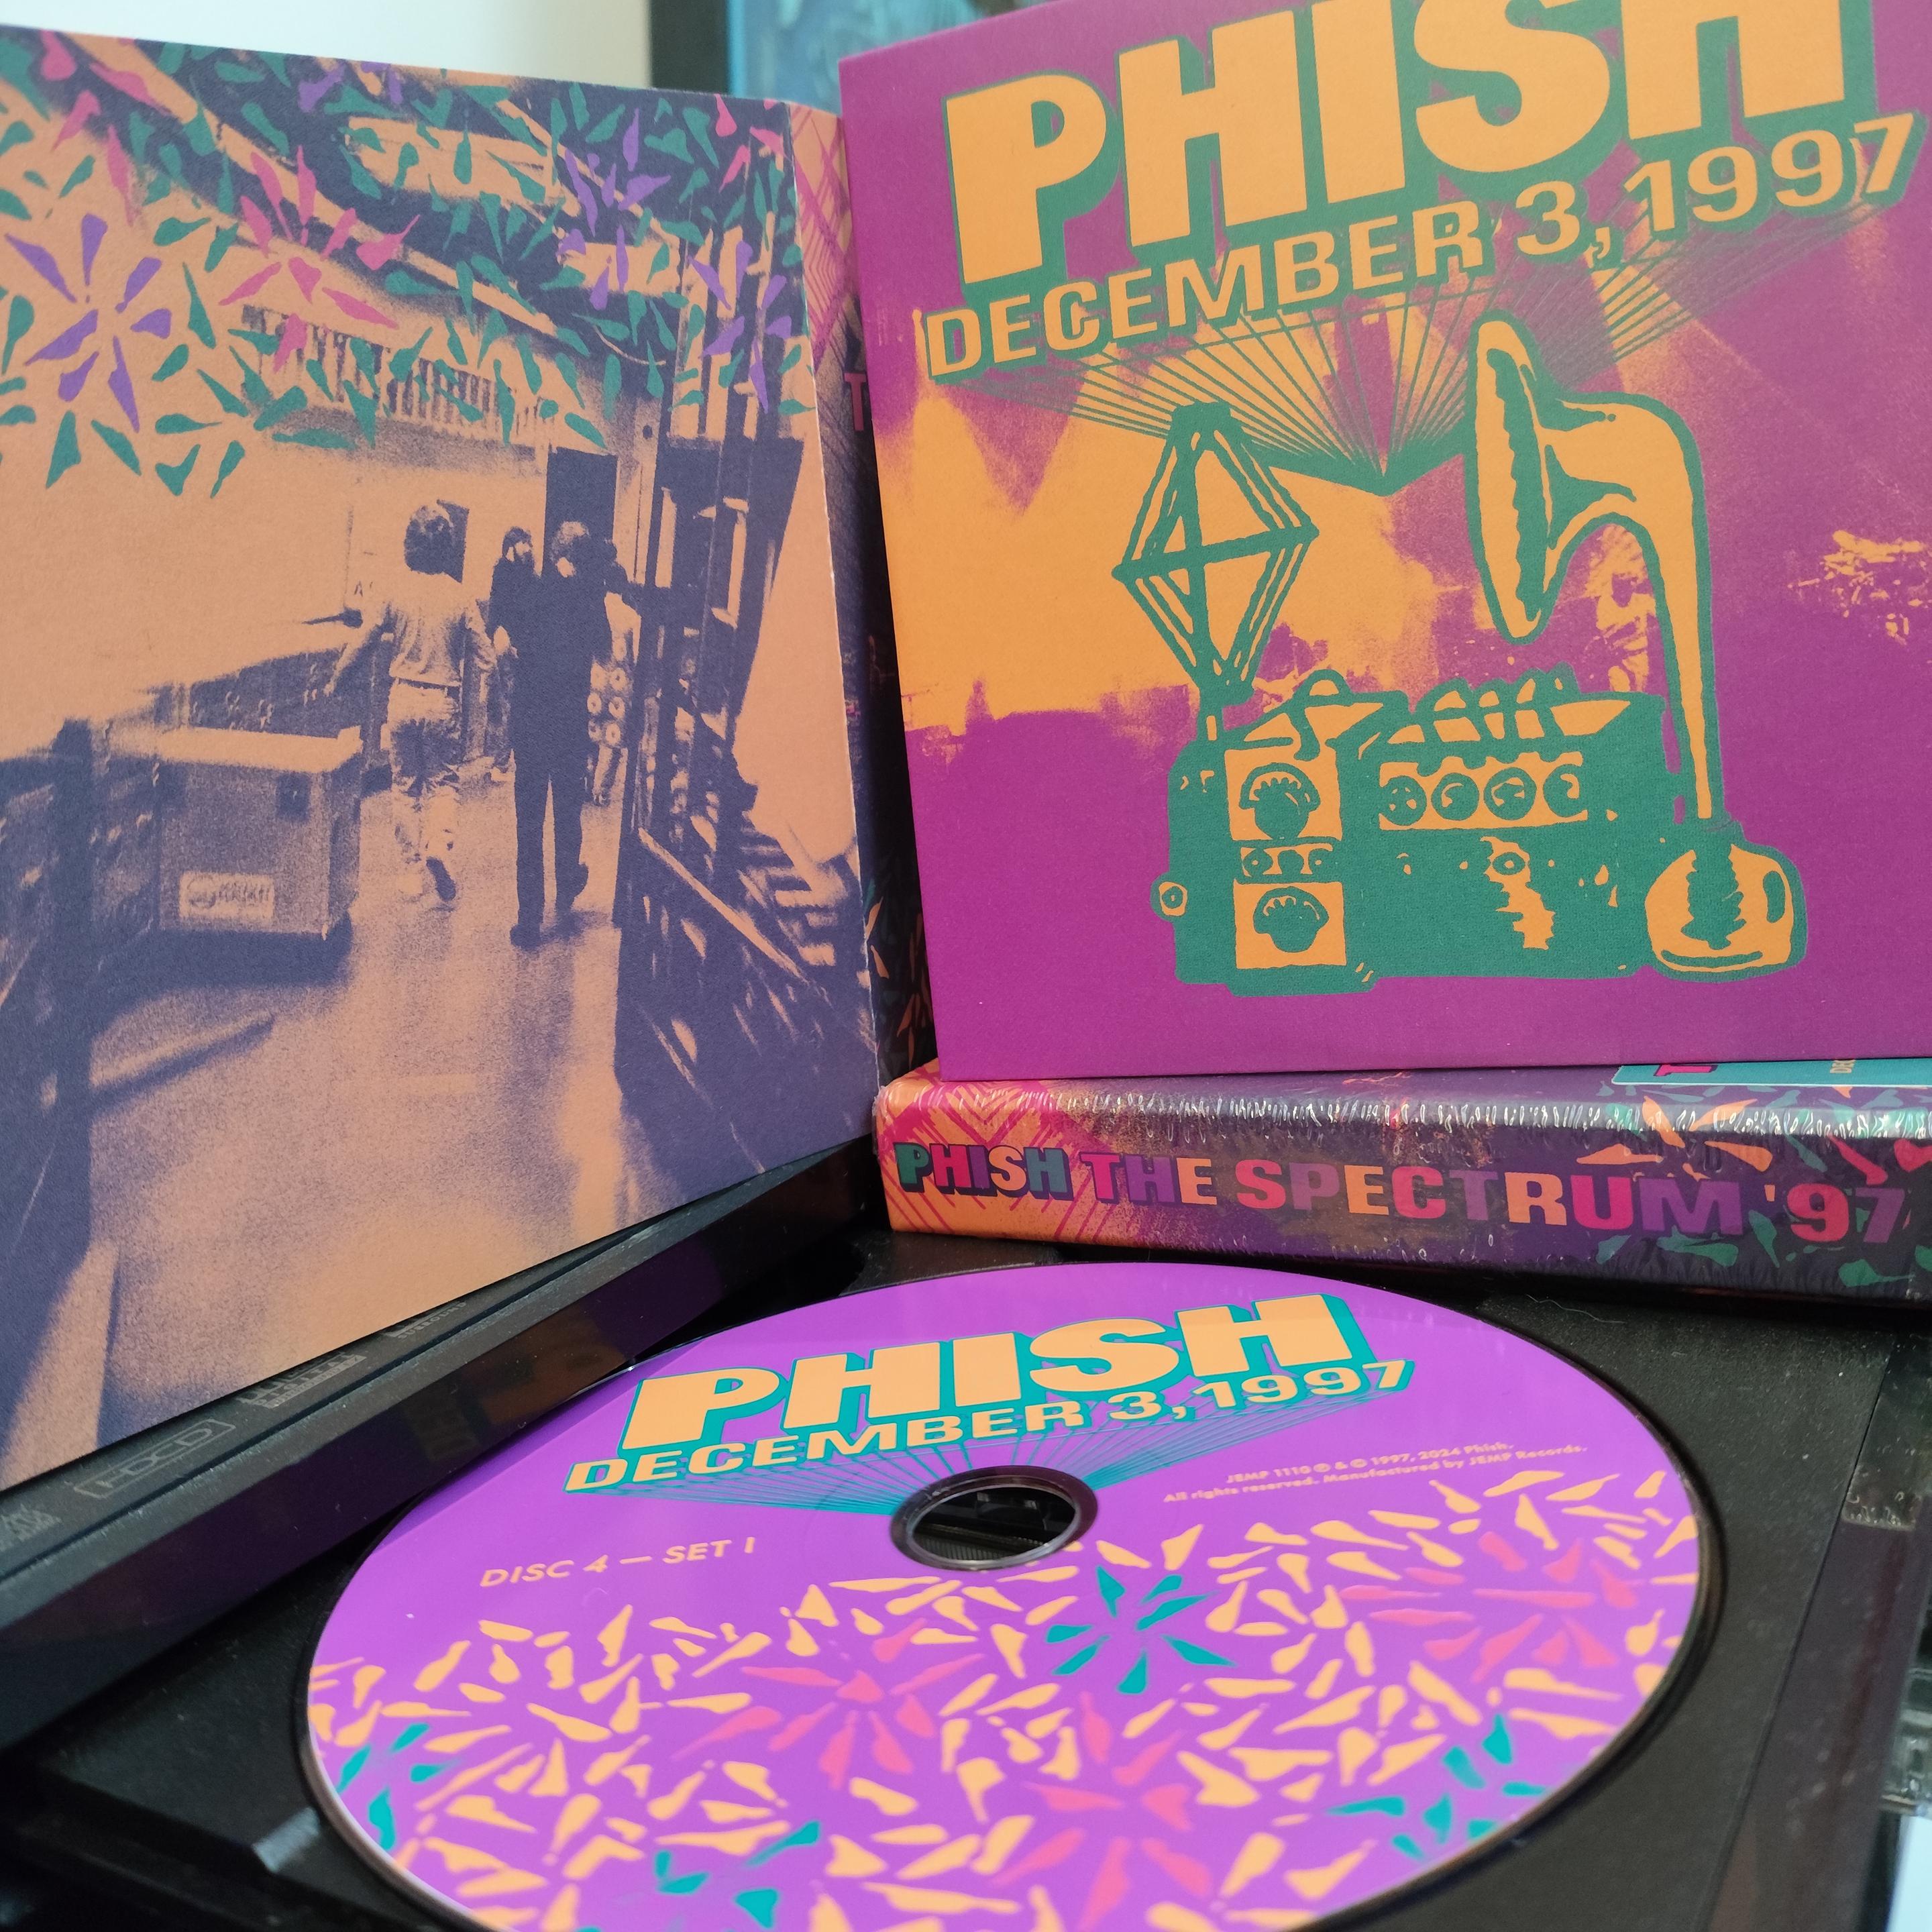 PHISH
DECEMBER 3, 1997
PHISH THE SPECTRUM '97
PHISH
DECEMBER 3, 1997
JEMP 1110 ℗ & © 1997, 2024 Phish.
All rights reserved. Manufactured by JEMP Records.
DISC 4 – SET I
HDCD